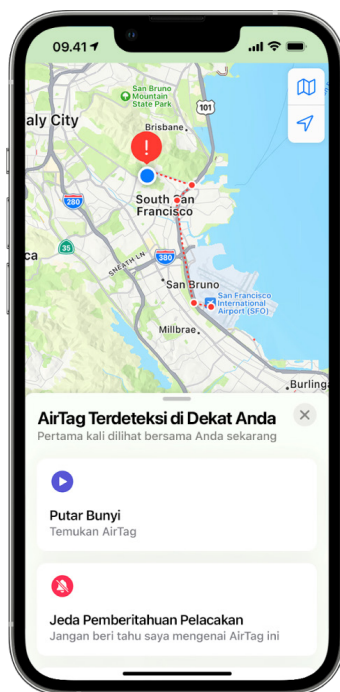 09.41
San Bruno
Mountain
State Park
101
aly City
Brisbane
!
280
South San
Francisco
35
ca
380
SNEATH LN
San Bruno
San Francisco
International
Airport (SFO)
Millbrae
Burling
AirTag Terdeteksi di Dekat Anda
Pertama kali dilihat bersama Anda sekarang
Putar Bunyi
Temukan AirTag
Jeda Pemberitahuan Pelacakan
Jangan beri tahu saya mengenai AirTag ini